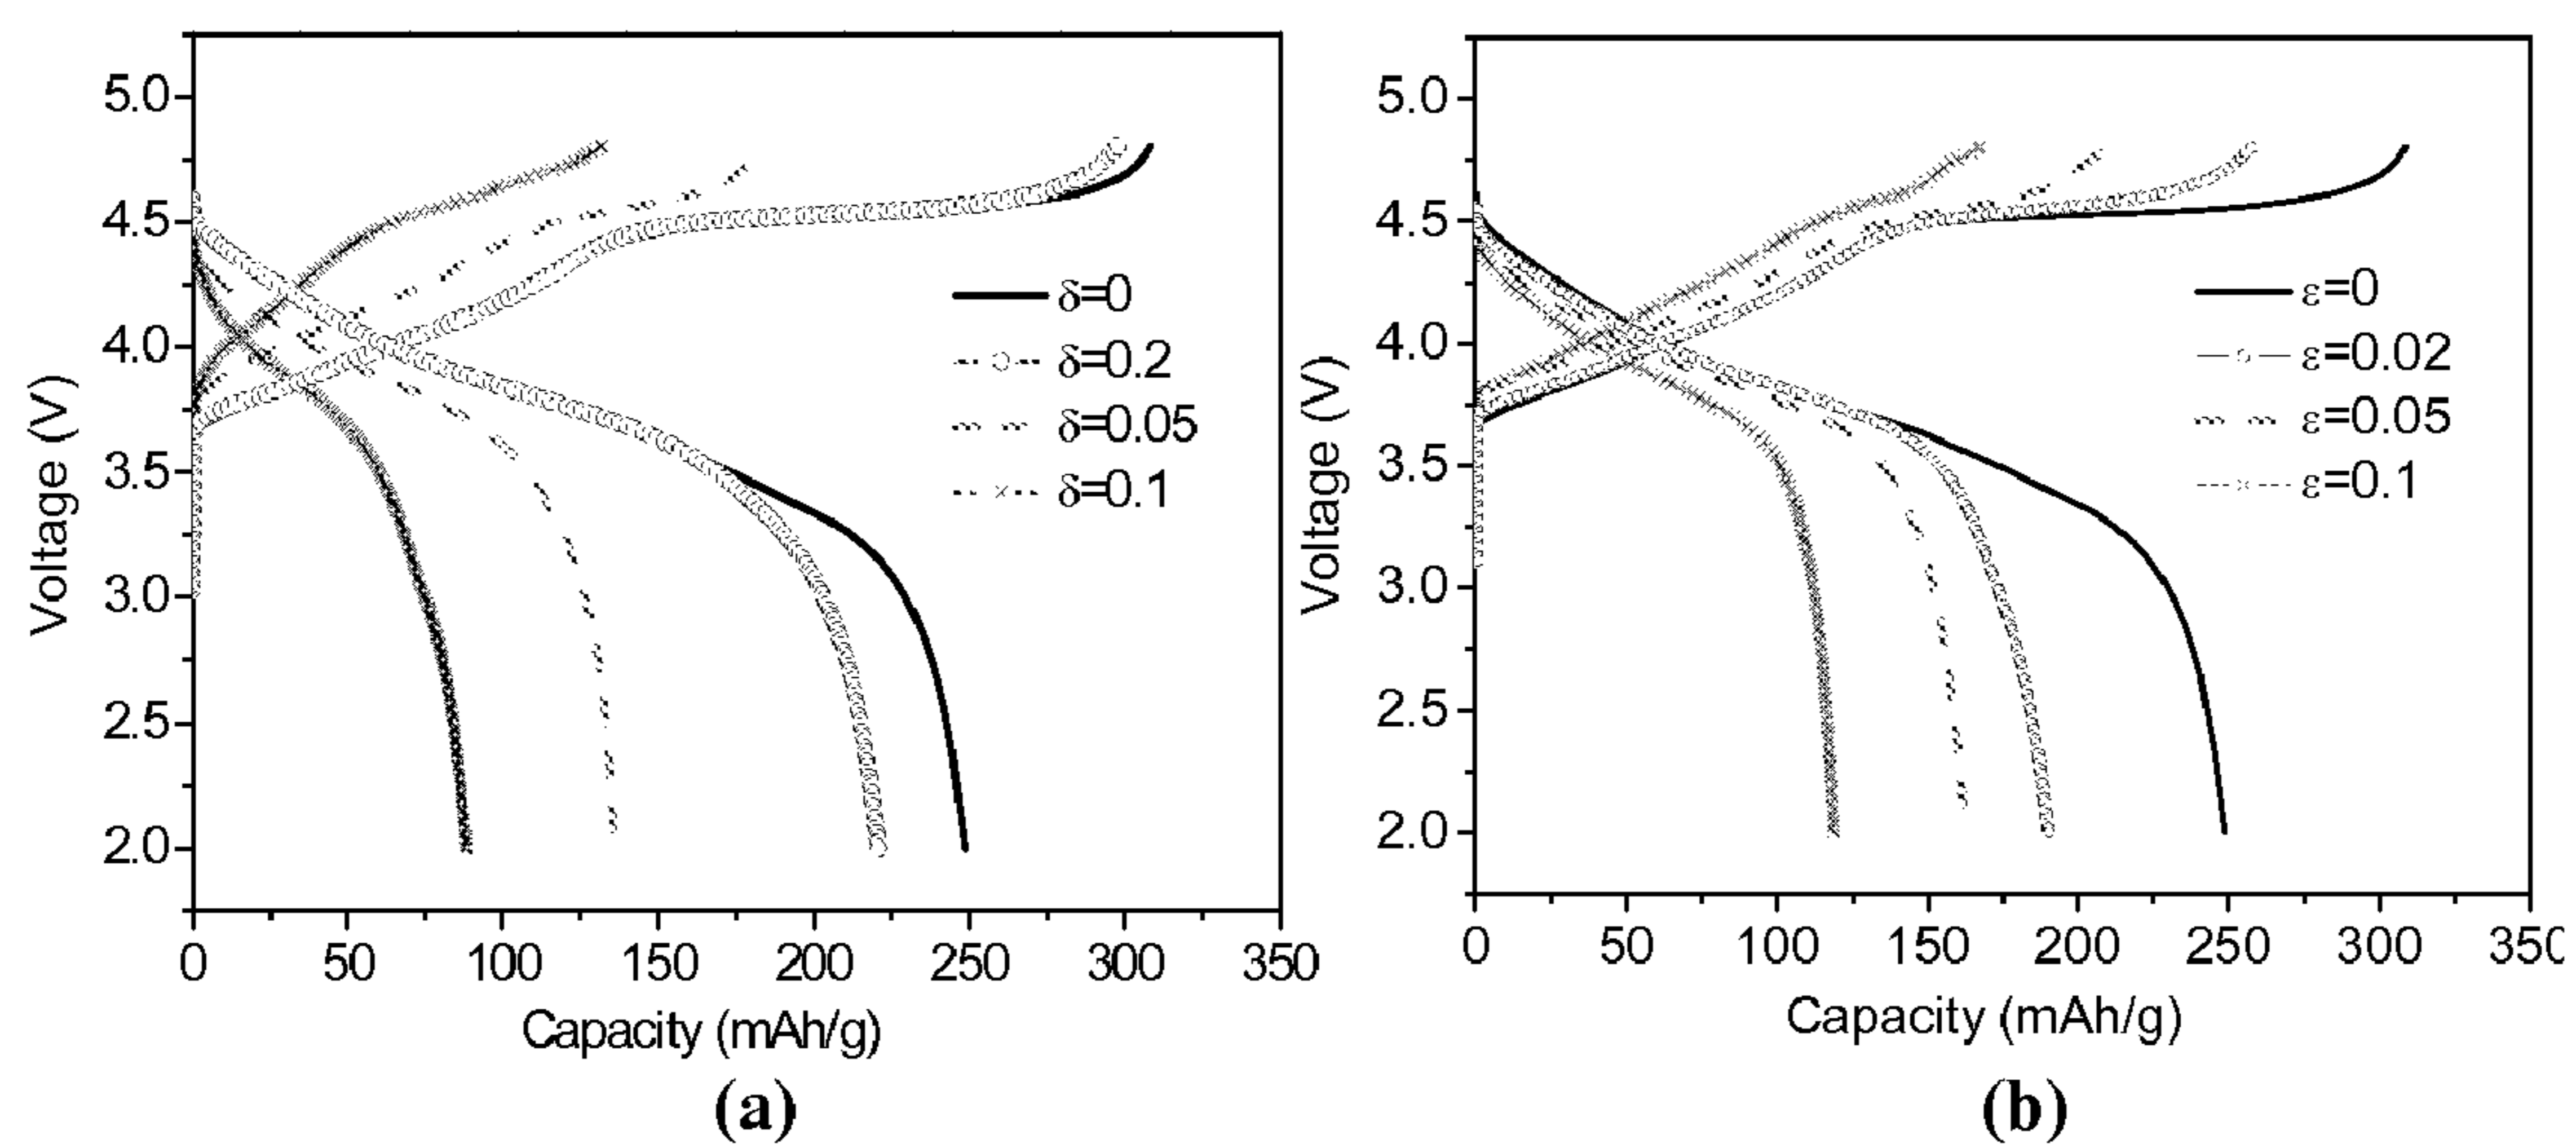 5.0
4.5
4.0
3.5
3.0
2.5
2.0
Voltage (V)
δ=0
δ=0.2
δ=0.05
δ=0.1
0 50 100 150 200 250 300 350
Capacity (mAh/g)
(a)
5.0
4.5
4.0
3.5
3.0
2.5
2.0
Voltage (V)
ε=0
ε=0.02
ε=0.05
ε=0.1
0 50 100 150 200 250 300 350
Capacity (mAh/g)
(b)